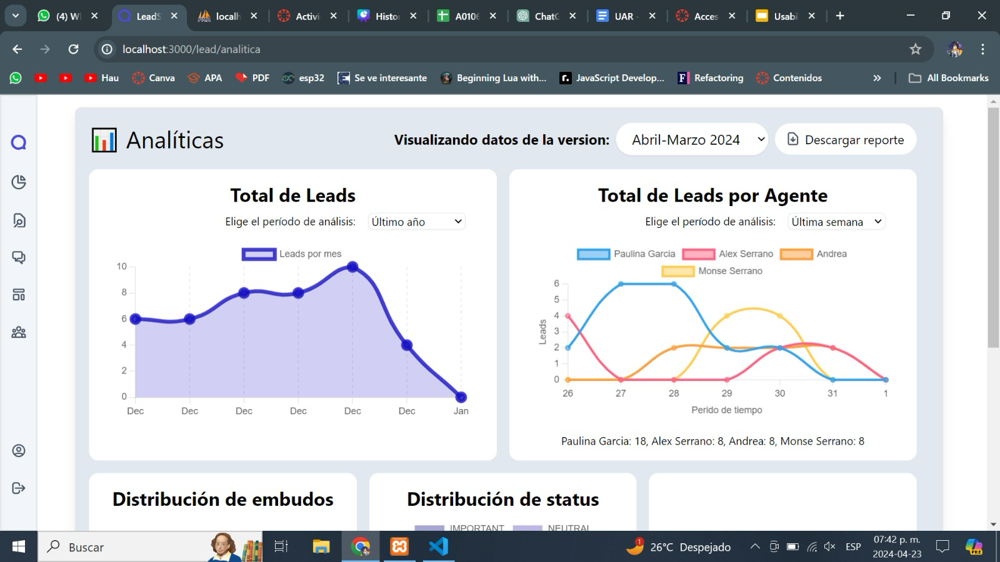 (4) W
LeadS
localh
Activi
Histo
A0106
ChatG
UAR -
Acces
Usabi
localhost:3000/lead/analitica
Hau
Canva
APA
PDF
esp32
Se ve interesante
Beginning Lua with...
JavaScript Develop...
Refactoring
Contenidos
All Bookmarks
Analíticas
Visualizando datos de la version:
Abril-Marzo 2024
Descargar reporte
Total de Leads
Elige el período de análisis:
Último año
Leads por mes
10
8
6
4
2
0
Dec Dec Dec Dec Dec Dec Jan
Total de Leads por Agente
Elige el período de análisis:
Última semana
Paulina Garcia Alex Serrano Andrea
Monse Serrano
Leads
6
5
4
3
2
1
0
26 27 28 29 30 31 1
Perido de tiempo
Paulina Garcia: 18, Alex Serrano: 8, Andrea: 8, Monse Serrano: 8
Distribución de embudos
Distribución de status
IMPORTANT NEUTRAL
Buscar
1
26°C Despejado
ESP
07:42 p. m.
2024-04-23
PRE